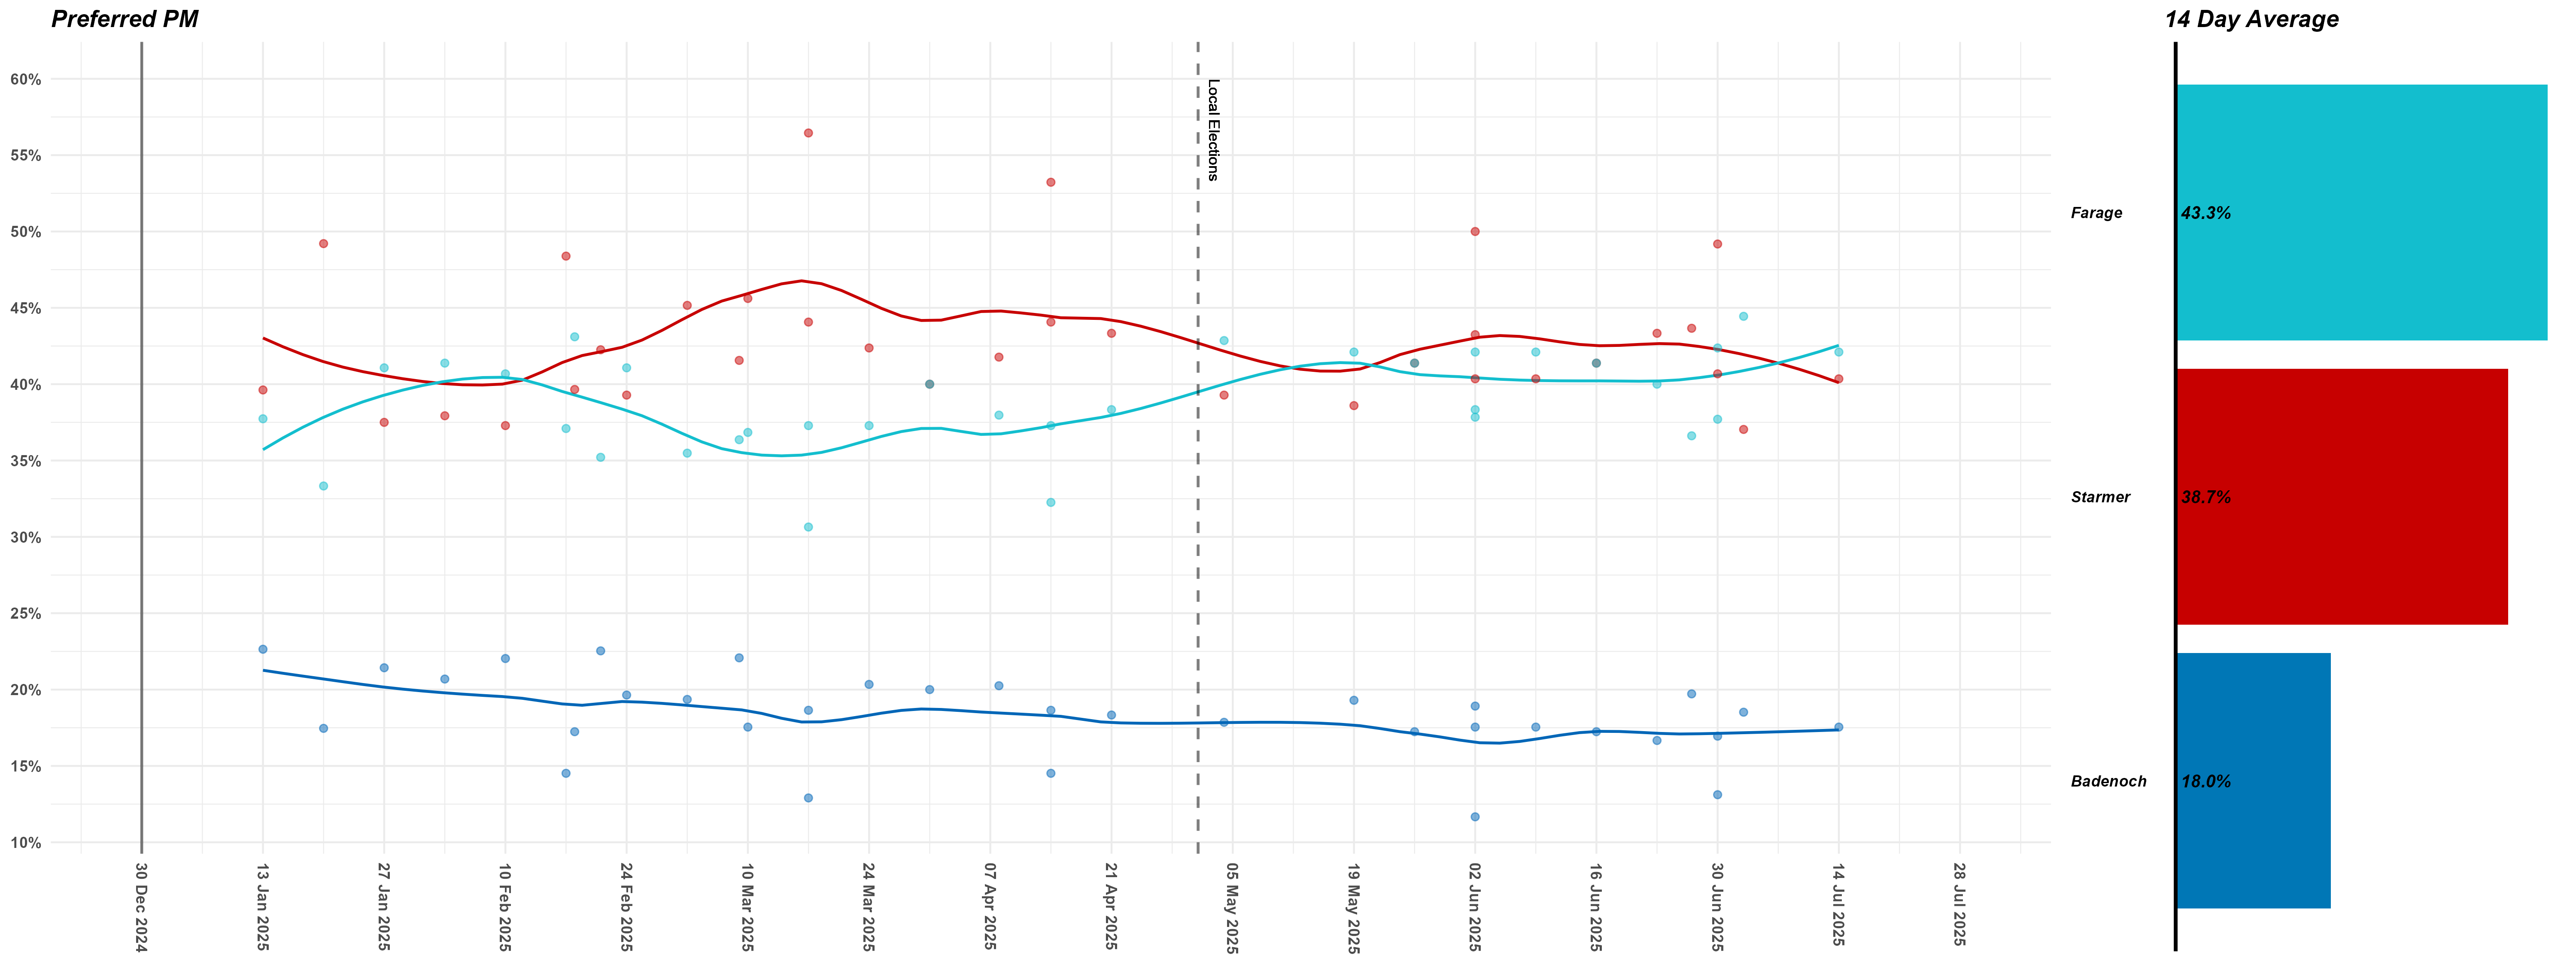 Preferred PM
14 Day Average
60%
55%
50%
45%
40%
35%
30%
25%
20%
15%
10%
Local Elections
30 Dec 2024
13 Jan 2025
27 Jan 2025
10 Feb 2025
24 Feb 2025
10 Mar 2025
24 Mar 2025
07 Apr 2025
21 Apr 2025
05 May 2025
19 May 2025
02 Jun 2025
16 Jun 2025
30 Jun 2025
14 Jul 2025
28 Jul 2025
Farage
43.3%
Starmer
38.7%
Badenoch
18.0%